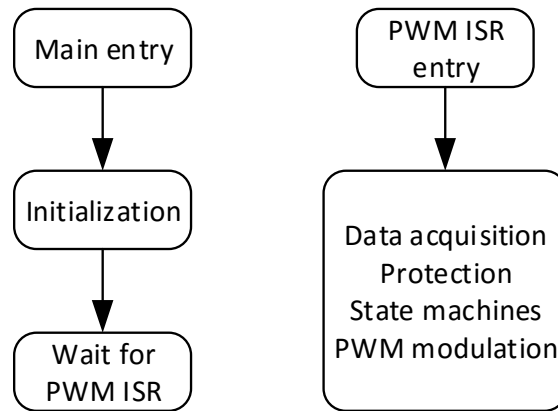 Main entry
Initialization
Wait for
PWM ISR
PWM ISR
entry
Data acquisition
Protection
State machines
PWM modulation